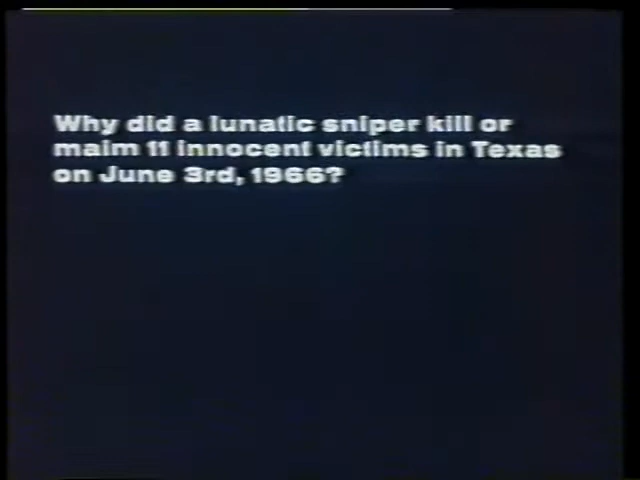 Why did a lunatic sniper kill or
maim 11 innocent victims in Texas
on June 3rd, 1966?